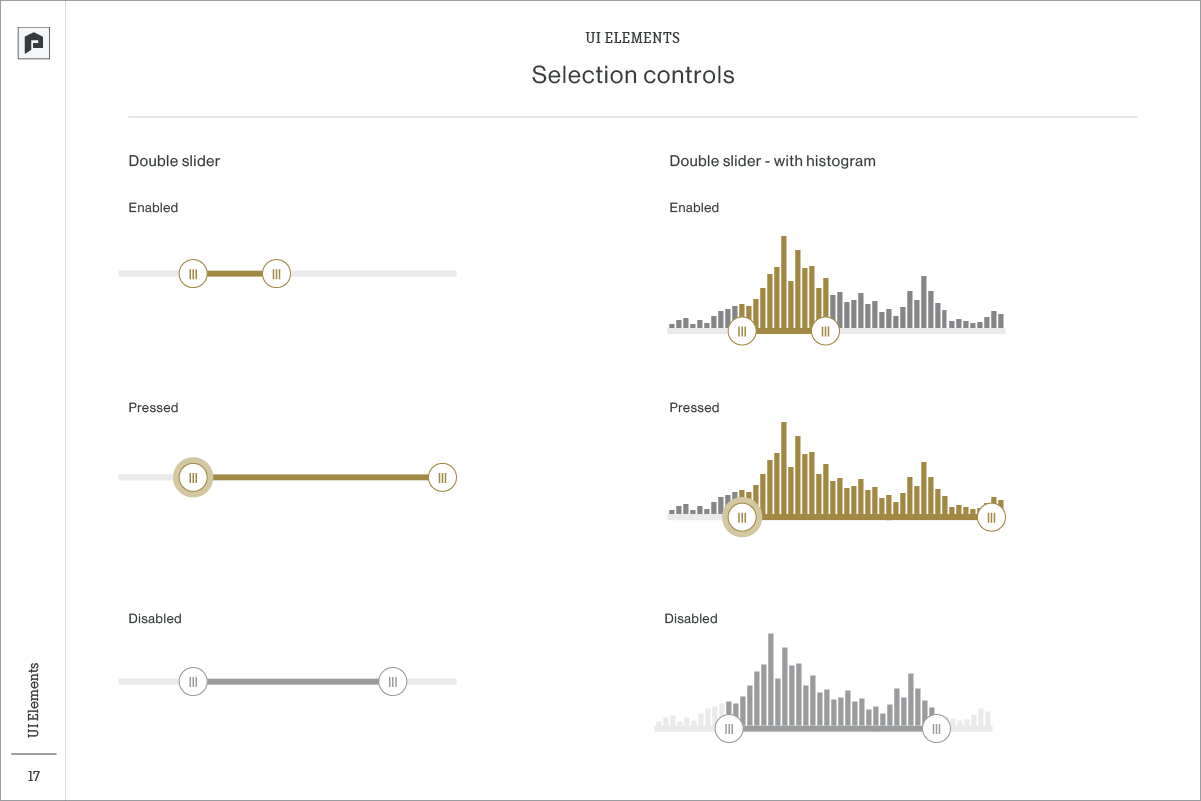 UI ELEMENTS
Selection controls
Double slider
Enabled
Pressed
Disabled
Double slider - with histogram
Enabled
Pressed
Disabled
UI Elements
17